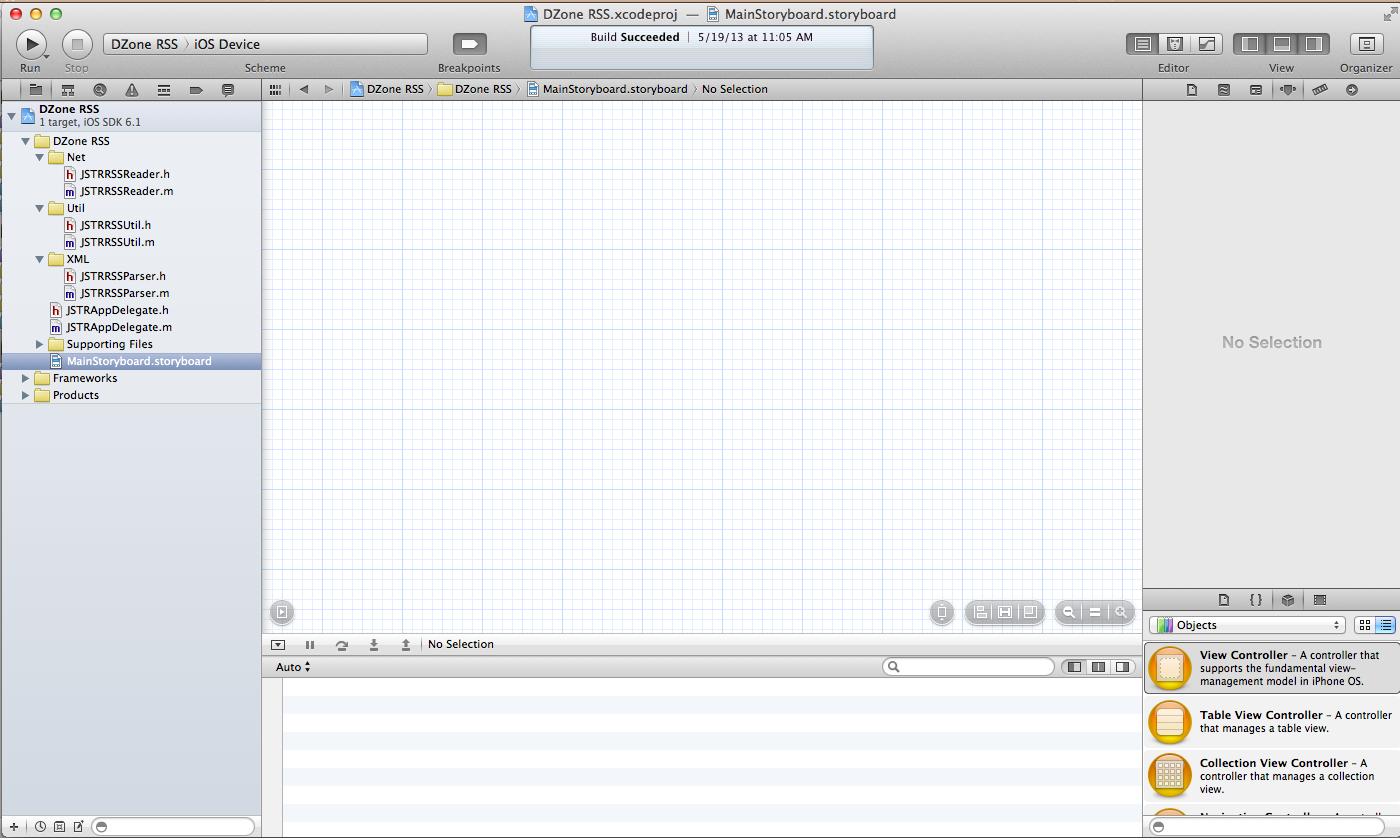 DZone RSS.xcodeproj — MainStoryboard.storyboard
DZone RSS 〉 iOS Device
Build Succeeded | 5/19/13 at 11:05 AM
Run
Stop
Scheme
Breakpoints
Editor
View
Organizer
DZone RSS 〉 DZone RSS 〉 MainStoryboard.storyboard 〉 No Selection
DZone RSS
1 target, iOS SDK 6.1
DZone RSS
Net
h JSTRRSSReader.h
m JSTRRSSReader.m
Util
h JSTRRSSUtil.h
m JSTRRSSUtil.m
XML
h JSTRRSSParser.h
m JSTRRSSParser.m
h JSTRAppDelegate.h
m JSTRAppDelegate.m
Supporting Files
MainStoryboard.storyboard
Frameworks
Products
No Selection
No Selection
Auto
{ }
Objects
View Controller – A controller that
supports the fundamental view-
management model in iPhone OS.
Table View Controller – A controller
that manages a table view.
Collection View Controller – A
controller that manages a collection
view.